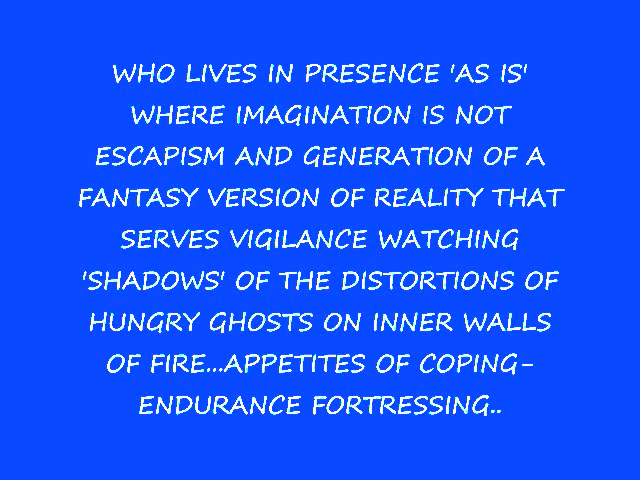 WHO LIVES IN PRESENCE 'AS IS'
WHERE IMAGINATION IS NOT
ESCAPISM AND GENERATION OF A
FANTASY VERSION OF REALITY THAT
SERVES VIGILANCE WATCHING
'SHADOWS' OF THE DISTORTIONS OF
HUNGRY GHOSTS ON INNER WALLS
OF FIRE...APPETITES OF COPING-
ENDURANCE FORTRESSING..